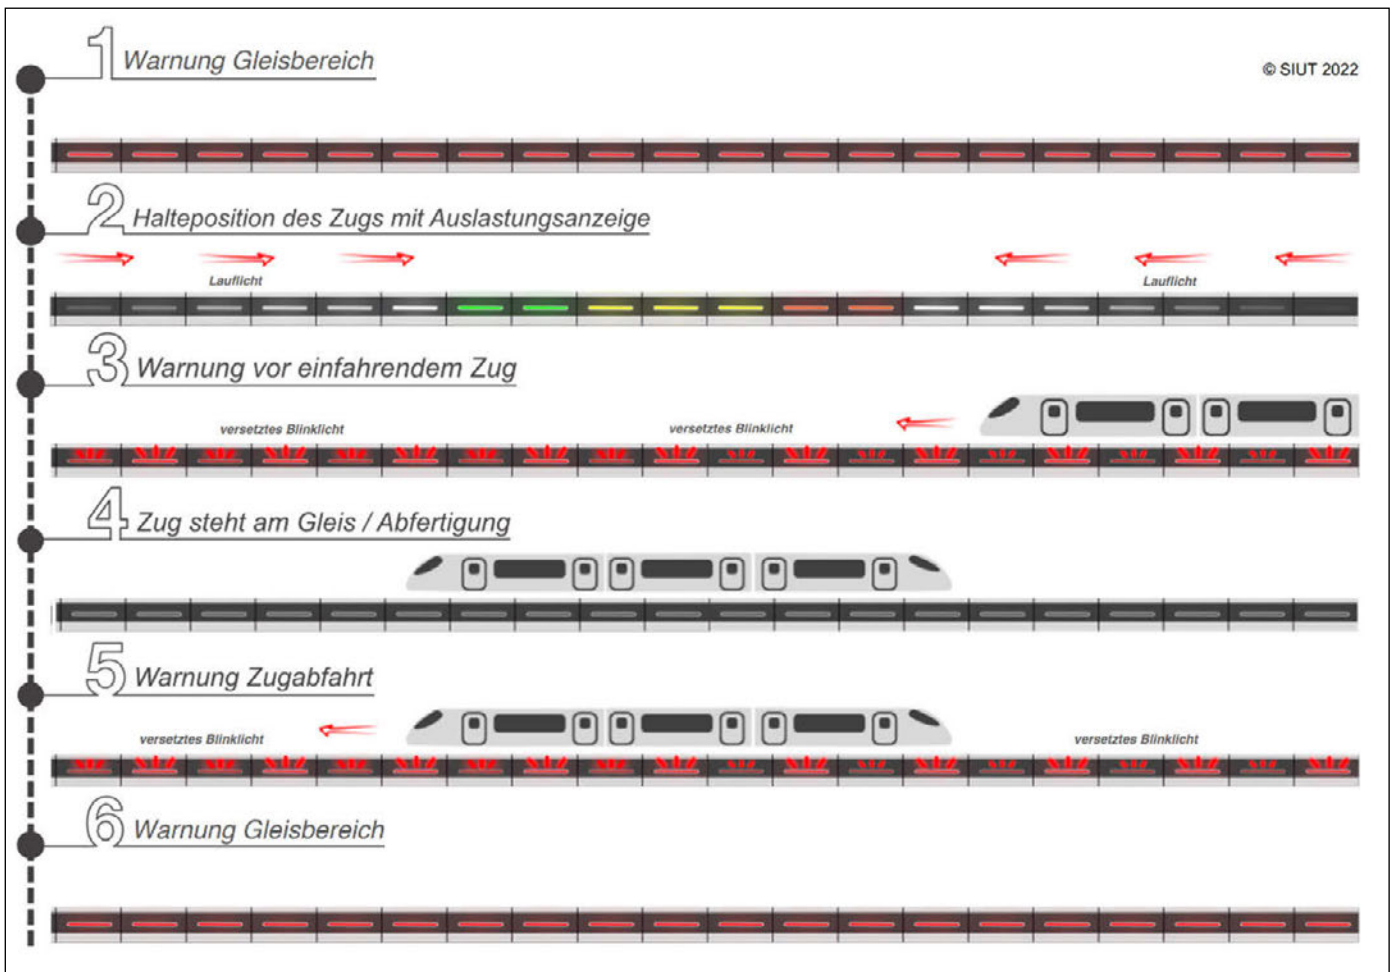 1 Warnung Gleisbereich
© SIUT 2022
2 Halteposition des Zugs mit Auslastungsanzeige
Lauflicht
Lauflicht
3 Warnung vor einfahrendem Zug
versetztes Blinklicht
versetztes Blinklicht
4 Zug steht am Gleis / Abfertigung
5 Warnung Zugabfahrt
versetztes Blinklicht
versetztes Blinklicht
6 Warnung Gleisbereich